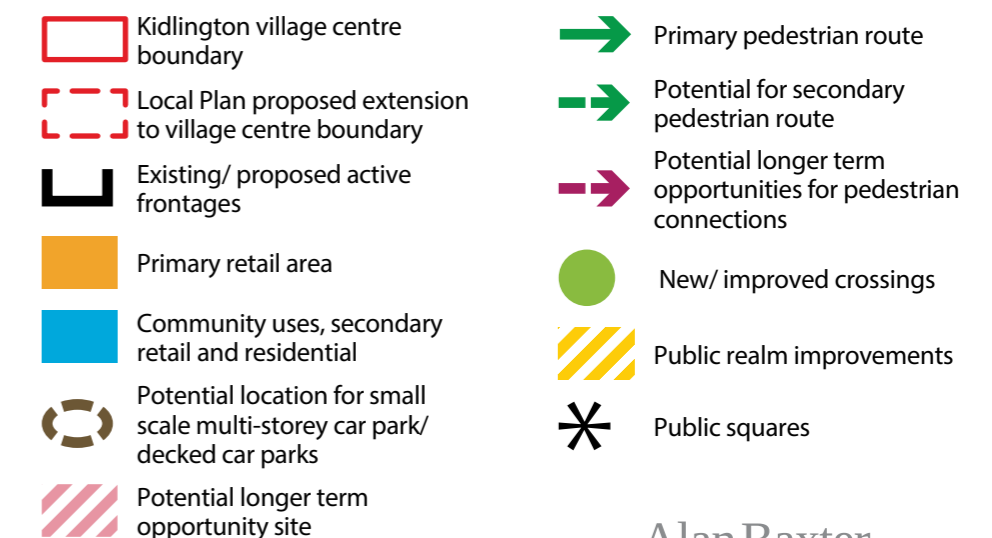 Kidlington village centre
boundary
Local Plan proposed extension
to village centre boundary
Existing/ proposed active
frontages
Primary retail area
Community uses, secondary
retail and residential
Potential location for small
scale multi-storey car park/
decked car parks
Potential longer term
opportunity site
Primary pedestrian route
Potential for secondary
pedestrian route
Potential longer term
opportunities for pedestrian
connections
New/ improved crossings
Public realm improvements
Public squares
Alan Baxter